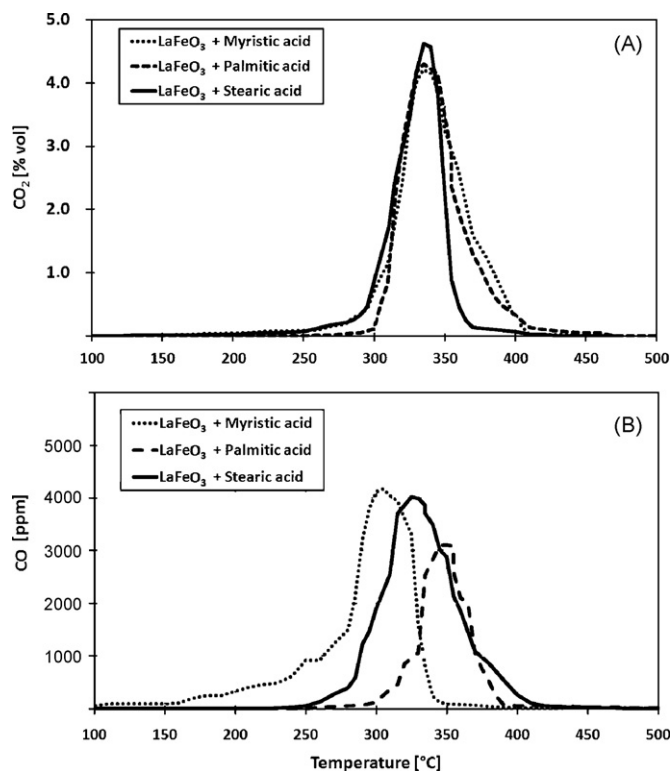 5.0
(A)
LaFeO₃ + Myristic acid
LaFeO₃ + Palmitic acid
LaFeO₃ + Stearic acid
4.0
3.0
2.0
1.0
CO₂ [% vol]
100 150 200 250 300 350 400 450 500
(B)
LaFeO₃ + Myristic acid
LaFeO₃ + Palmitic acid
LaFeO₃ + Stearic acid
5000
4000
3000
2000
1000
CO [ppm]
100 150 200 250 300 350 400 450 500
Temperature [°C]